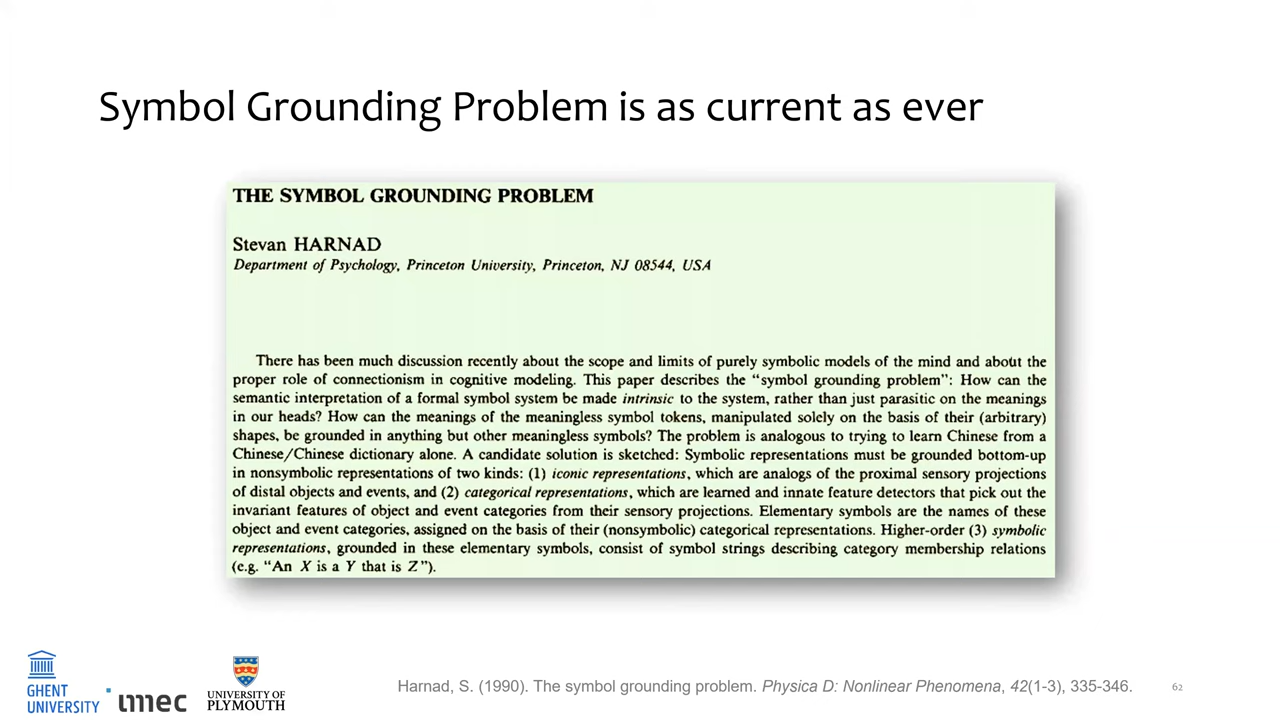 Symbol Grounding Problem is as current as ever
THE SYMBOL GROUNDING PROBLEM
Stevan HARNAD
Department of Psychology, Princeton University, Princeton, NJ 08544, USA
There has been much discussion recently about the scope and limits of purely symbolic models of the mind and about the
proper role of connectionism in cognitive modeling. This paper describes the “symbol grounding problem”: How can the
semantic interpretation of a formal symbol system be made intrinsic to the system, rather than just parasitic on the meanings
in our heads? How can the meanings of the meaningless symbol tokens, manipulated solely on the basis of their (arbitrary)
shapes, be grounded in anything but other meaningless symbols? The problem is analogous to trying to learn Chinese from a
Chinese/Chinese dictionary alone. A candidate solution is sketched: Symbolic representations must be grounded bottom-up
in nonsymbolic representations of two kinds: (1) iconic representations, which are analogs of the proximal sensory projections
of distal objects and events, and (2) categorical representations, which are learned and innate feature detectors that pick out the
invariant features of object and event categories from their sensory projections. Elementary symbols are the names of these
object and event categories, assigned on the basis of their (nonsymbolic) categorical representations. Higher-order (3) symbolic
representations, grounded in these elementary symbols, consist of symbol strings describing category membership relations
(e.g. “An X is a Y that is Z”).
GHENT
UNIVERSITY
imec
UNIVERSITY OF
PLYMOUTH
Harnad, S. (1990). The symbol grounding problem. Physica D: Nonlinear Phenomena, 42(1-3), 335-346.
62